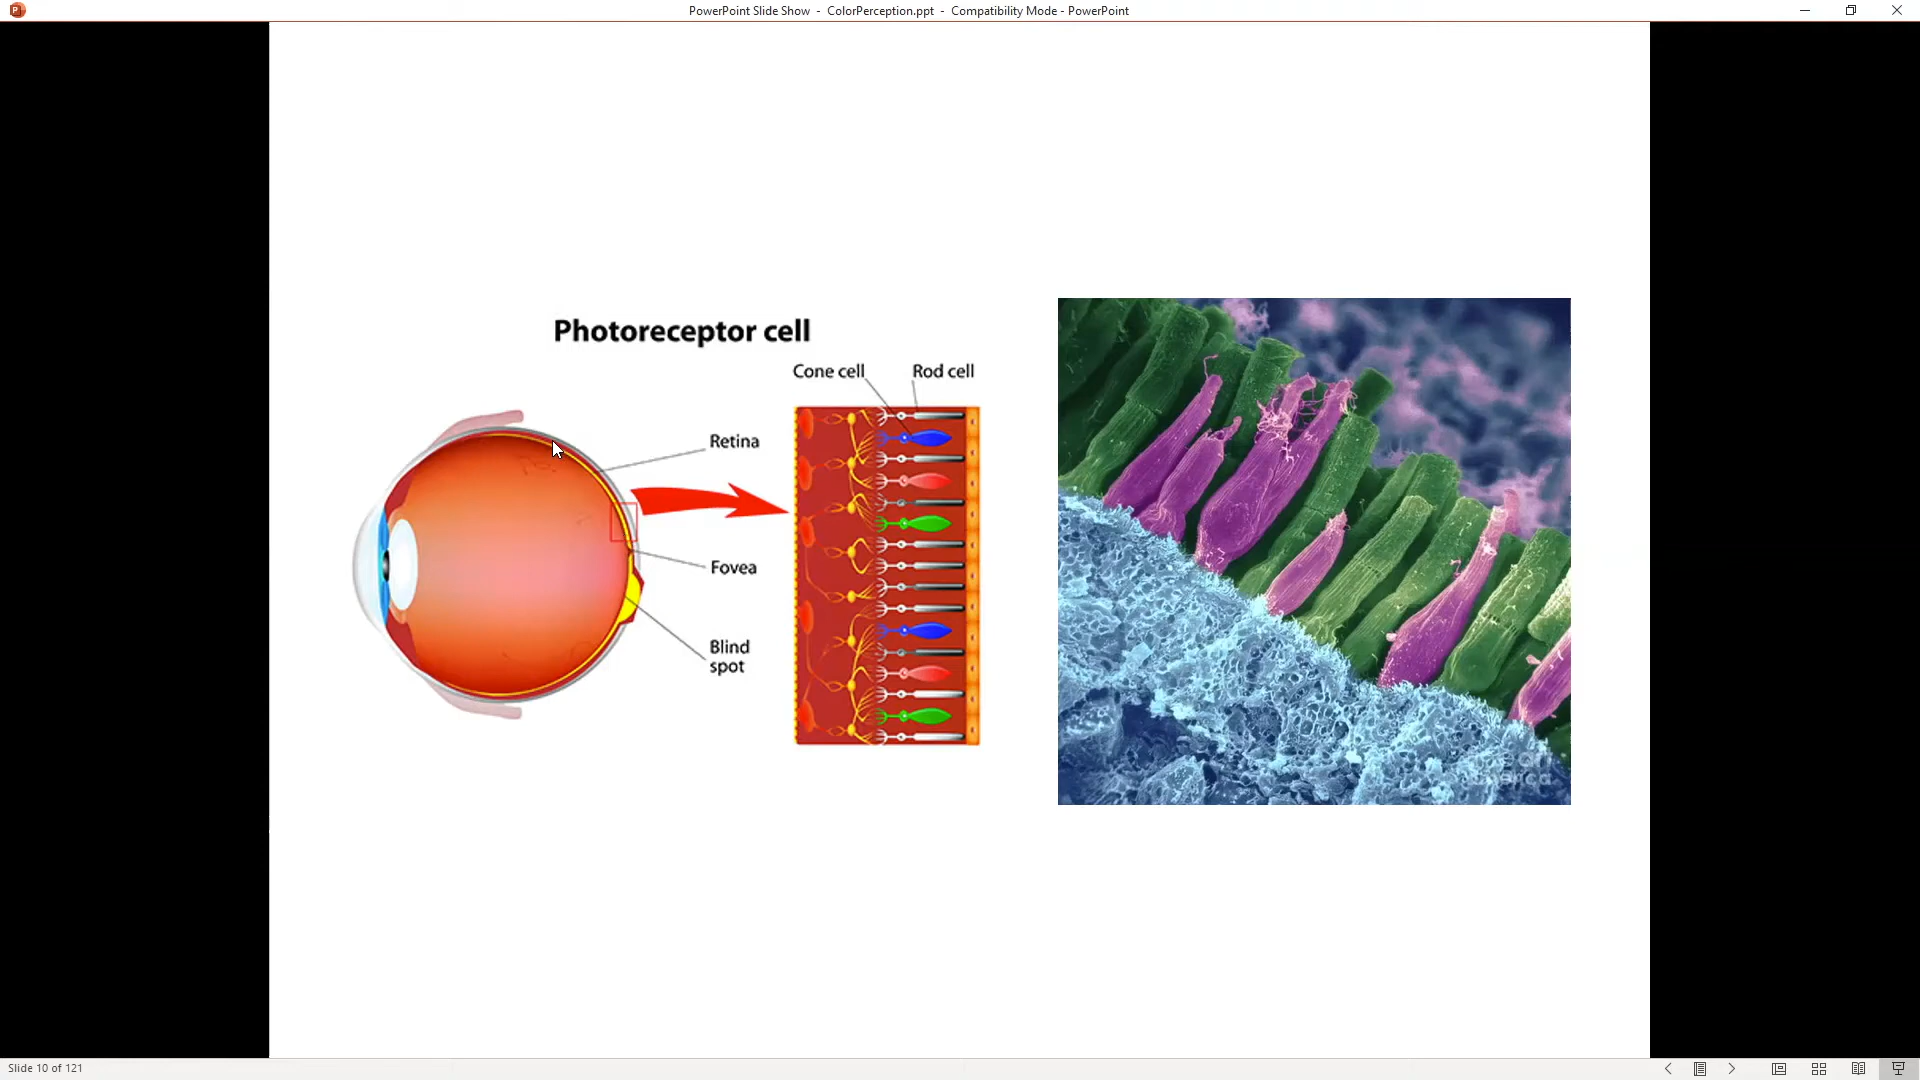 PowerPoint Slide Show - ColorPerception.ppt - Compatibility Mode - PowerPoint
Photoreceptor cell
Cone cell
Rod cell
Retina
Fovea
Blind
spot
Slide 10 of 121